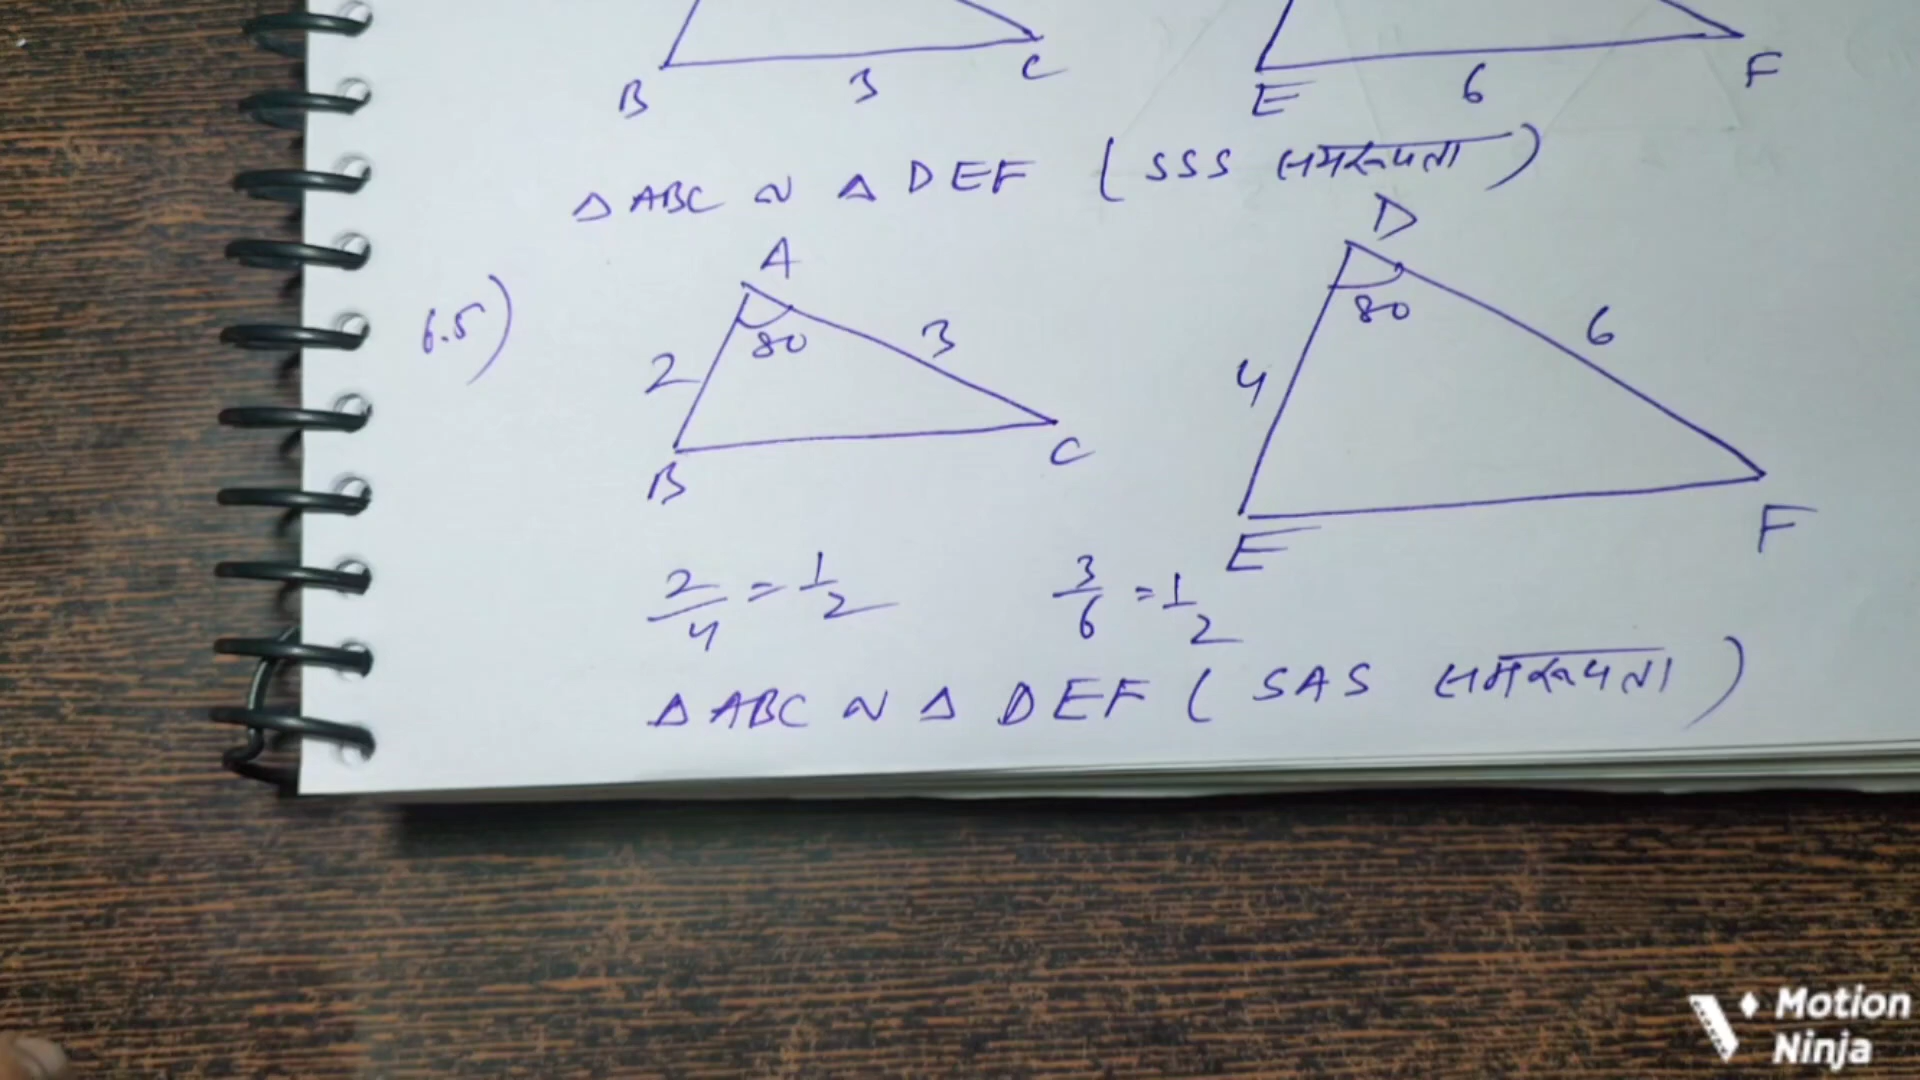 B 3 C E 6 F
Δ ABC ~ Δ DEF ( SSS समरूपता )
6.5) A 80 2 3 B C
D 80 4 6 E F
2/4 = 1/2 3/6 = 1/2
Δ ABC ~ Δ DEF ( SAS समरूपता )
Motion
Ninja